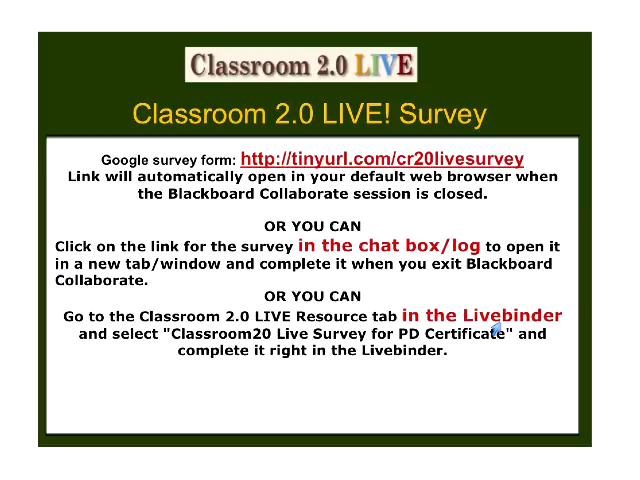 Classroom 2.0 LIVE
Classroom 2.0 LIVE! Survey
Google survey form: http://tinyurl.com/cr20livesurvey
Link will automatically open in your default web browser when
the Blackboard Collaborate session is closed.
OR YOU CAN
Click on the link for the survey in the chat box/log to open it
in a new tab/window and complete it when you exit Blackboard
Collaborate.
OR YOU CAN
Go to the Classroom 2.0 LIVE Resource tab in the Livebinder
and select "Classroom20 Live Survey for PD Certificate" and
complete it right in the Livebinder.